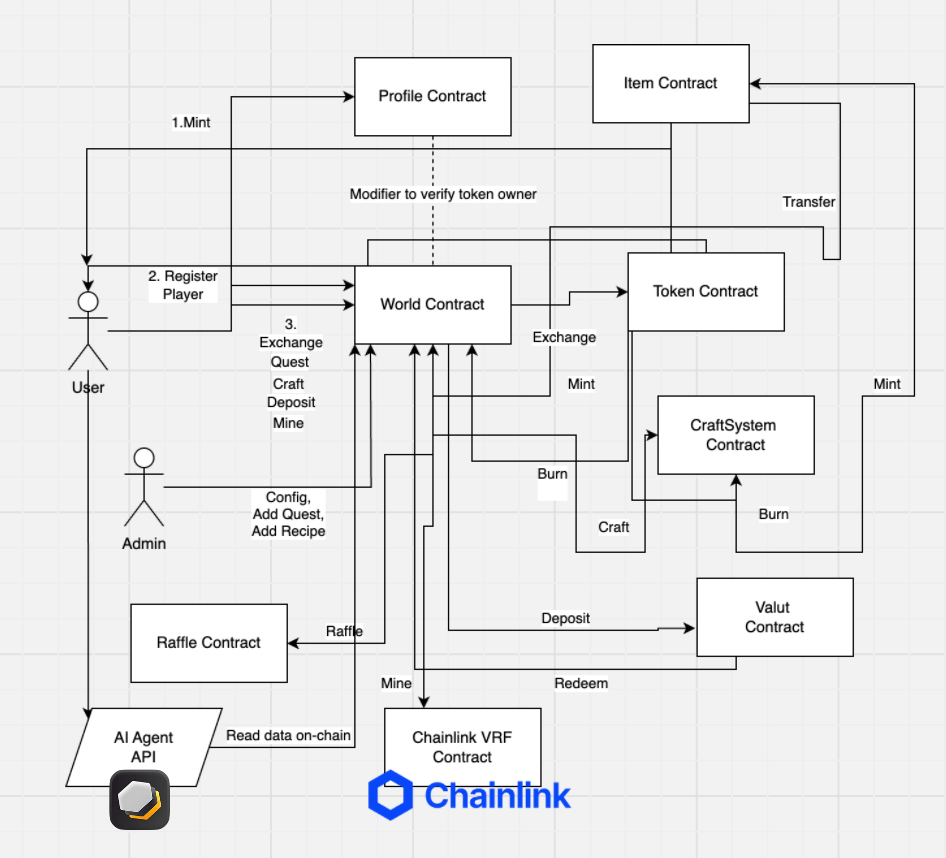 Profile Contract
Item Contract
1.Mint
Modifier to verify token owner
Transfer
2. Register
Player
World Contract
Token Contract
3.
Exchange
Quest
Craft
Deposit
Mine
Exchange
User
Mint
Mint
CraftSystem
Contract
Burn
Config,
Add Quest,
Add Recipe
Burn
Craft
Admin
Valut
Contract
Deposit
Raffle
Raffle Contract
Mine
Redeem
AI Agent
API
Read data on-chain
Chainlink VRF
Contract
Chainlink